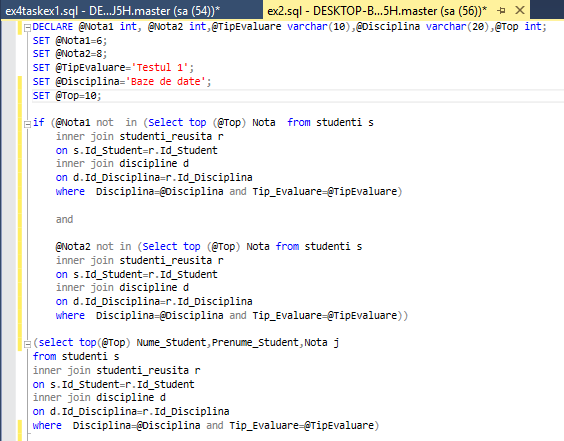 ex4taskex1.sql - DE...J5H.master (sa (54))* ex2.sql - DESKTOP-B...5H.master (sa (56))*
DECLARE @Nota1 int, @Nota2 int,@TipEvaluare varchar(10),@Disciplina varchar(20),@Top int;
SET @Nota1=6;
SET @Nota2=8;
SET @TipEvaluare='Testul 1';
SET @Disciplina='Baze de date';
SET @Top=10;
if (@Nota1 not in (Select top (@Top) Nota from studenti s
inner join studenti_reusita r
on s.Id_Student=r.Id_Student
inner join discipline d
on d.Id_Disciplina=r.Id_Disciplina
where Disciplina=@Disciplina and Tip_Evaluare=@TipEvaluare)
and
@Nota2 not in (Select top (@Top) Nota from studenti s
inner join studenti_reusita r
on s.Id_Student=r.Id_Student
inner join discipline d
on d.Id_Disciplina=r.Id_Disciplina
where Disciplina=@Disciplina and Tip_Evaluare=@TipEvaluare))
(select top(@Top) Nume_Student,Prenume_Student,Nota j
from studenti s
inner join studenti_reusita r
on s.Id_Student=r.Id_Student
inner join discipline d
on d.Id_Disciplina=r.Id_Disciplina
where Disciplina=@Disciplina and Tip_Evaluare=@TipEvaluare)